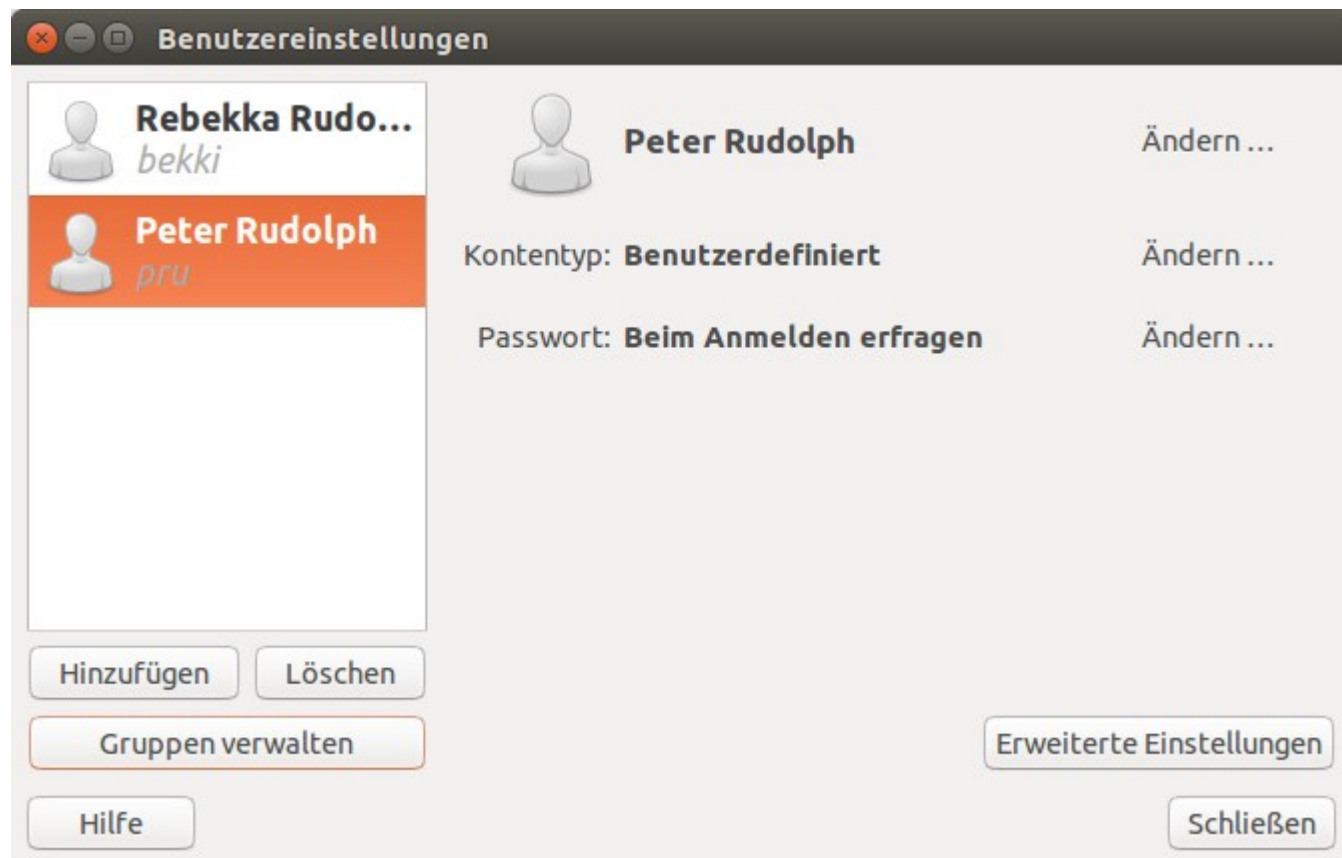 Benutzereinstellungen
Rebekka Rudo...
bekki
Peter Rudolph
pru
Peter Rudolph
Ändern ...
Kontentyp: Benutzerdefiniert
Ändern ...
Passwort: Beim Anmelden erfragen
Ändern ...
Hinzufügen
Löschen
Gruppen verwalten
Erweiterte Einstellungen
Hilfe
Schließen